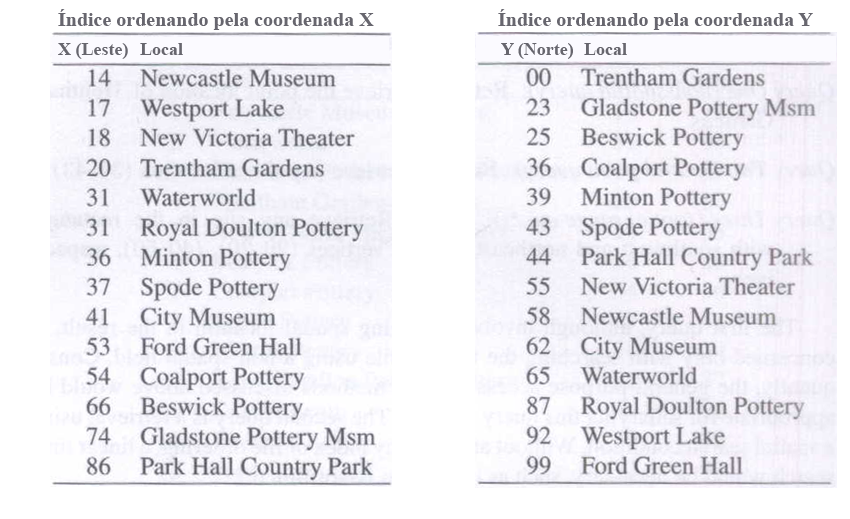 Índice ordenando pela coordenada X
X (Leste) Local
14 Newcastle Museum
17 Westport Lake
18 New Victoria Theater
20 Trentham Gardens
31 Waterworld
31 Royal Doulton Pottery
36 Minton Pottery
37 Spode Pottery
41 City Museum
53 Ford Green Hall
54 Coalport Pottery
66 Beswick Pottery
74 Gladstone Pottery Msm
86 Park Hall Country Park
Índice ordenando pela coordenada Y
Y (Norte) Local
00 Trentham Gardens
23 Gladstone Pottery Msm
25 Beswick Pottery
36 Coalport Pottery
39 Minton Pottery
43 Spode Pottery
44 Park Hall Country Park
55 New Victoria Theater
58 Newcastle Museum
62 City Museum
65 Waterworld
87 Royal Doulton Pottery
92 Westport Lake
99 Ford Green Hall